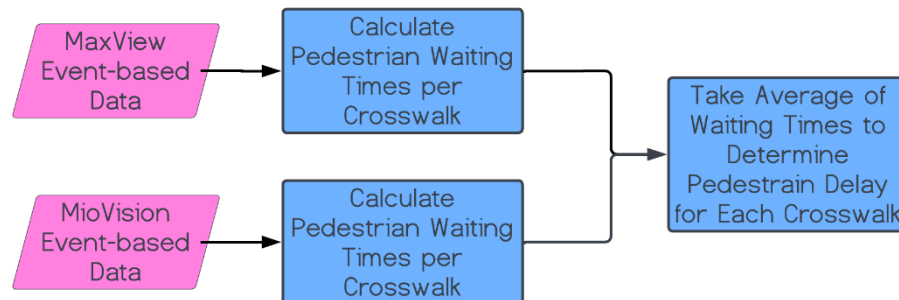 MaxView
Event-based
Data
Calculate
Pedestrian Waiting
Times per
Crosswalk
MioVision
Event-based
Data
Calculate
Pedestrian Waiting
Times per
Crosswalk
Take Average of
Waiting Times to
Determine
Pedestrain Delay
for Each Crosswalk